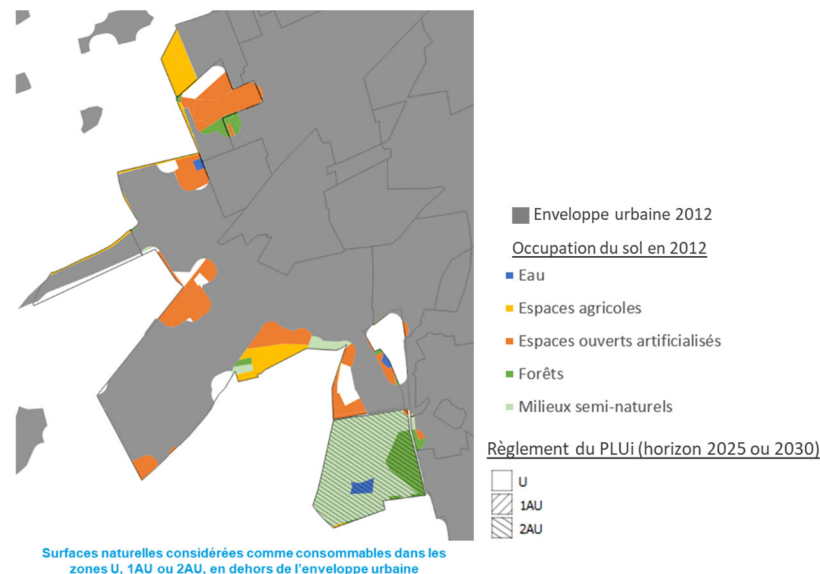 Enveloppe urbaine 2012
Occupation du sol en 2012
Eau
Espaces agricoles
Espaces ouverts artificialisés
Forêts
Milieux semi-naturels
Règlement du PLUi (horizon 2025 ou 2030)
U
1AU
2AU
Surfaces naturelles considérées comme consommables dans les
zones U, 1AU ou 2AU, en dehors de l'enveloppe urbaine